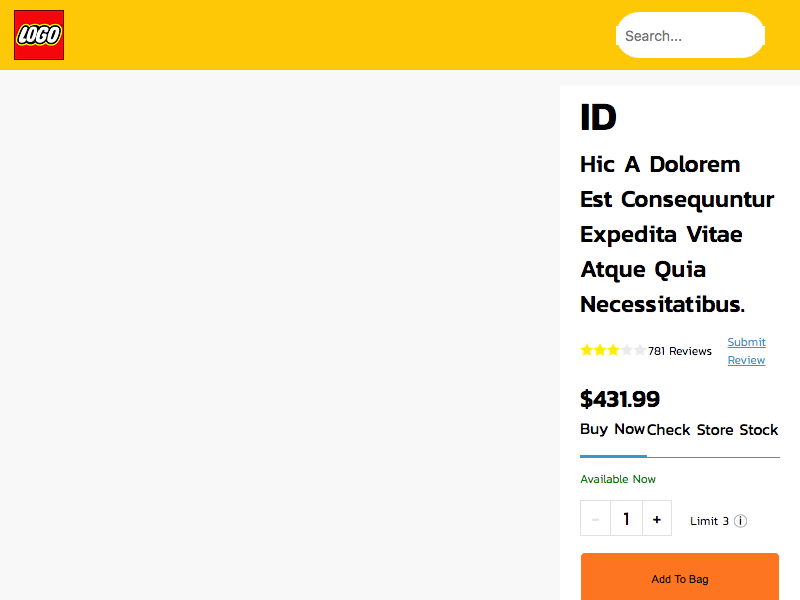 LOGO
Search...
ID
Hic A Dolorem
Est Consequuntur
Expedita Vitae
Atque Quia
Necessitatibus.
781 Reviews
Submit
Review
$431.99
Buy Now
Check Store Stock
Available Now
-
1
+
Limit 3
Add To Bag